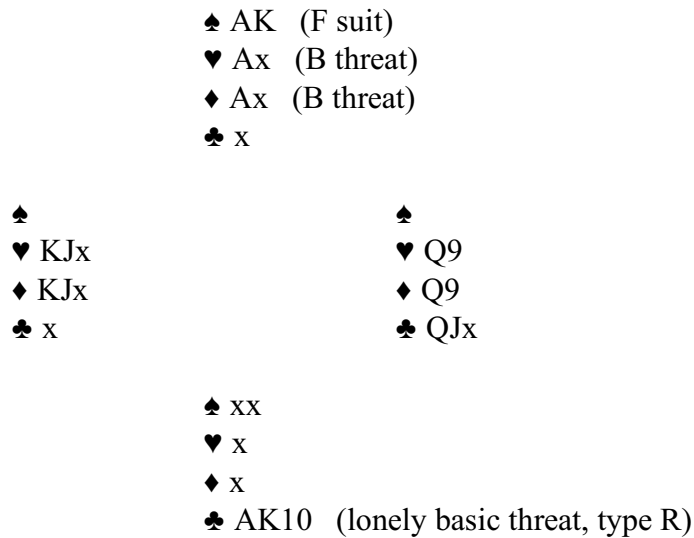 ♠ AK (F suit)
♥ Ax (B threat)
♦ Ax (B threat)
♣ x
♠ ♠
♥ KJx ♥ Q9
♦ KJx ♦ Q9
♣ x ♣ QJx
♠ xx
♥ x
♦ x
♣ AK10 (lonely basic threat, type R)